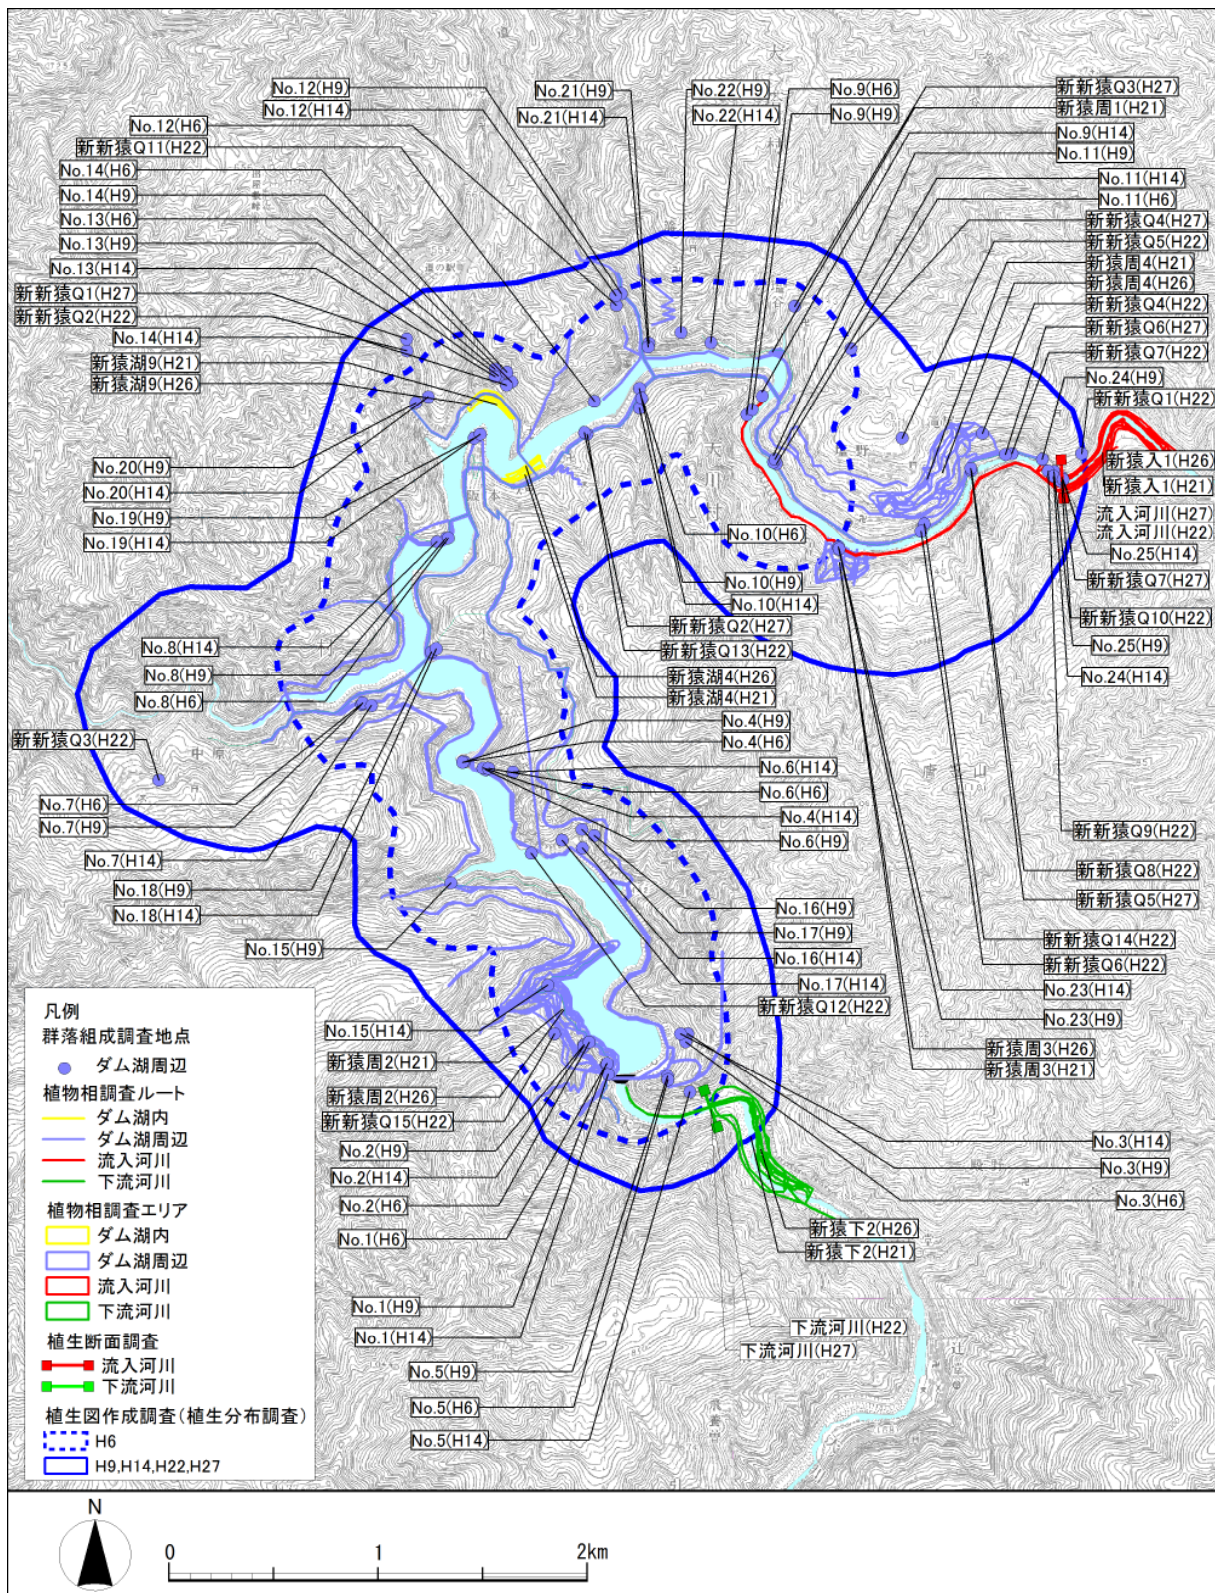 No.12(H9)
No.12(H14)
No.12(H6)
新新猿Q11(H22)
No.14(H6)
No.14(H9)
No.13(H6)
No.13(H9)
No.13(H14)
新新猿Q1(H27)
新新猿Q2(H22)
No.14(H14)
新猿湖9(H21)
新猿湖9(H26)
No.21(H9)
No.21(H14)
No.22(H9)
No.22(H14)
No.9(H6)
No.9(H9)
新新猿Q3(H27)
新猿周1(H21)
No.9(H14)
No.11(H9)
No.11(H14)
No.11(H6)
新新猿Q4(H27)
新新猿Q5(H22)
新猿周4(H21)
新猿周4(H26)
新新猿Q4(H22)
新新猿Q6(H27)
新新猿Q7(H22)
No.24(H9)
新新猿Q1(H22)
新猿入1(H26)
新猿入1(H21)
流入河川(H27)
流入河川(H22)
No.25(H14)
新新猿Q7(H27)
新新猿Q10(H22)
No.25(H9)
No.24(H14)
No.20(H9)
No.20(H14)
No.19(H9)
No.19(H14)
No.10(H6)
No.10(H9)
No.10(H14)
新新猿Q2(H27)
新新猿Q13(H22)
新猿湖4(H26)
新猿湖4(H21)
No.8(H14)
No.8(H9)
No.8(H6)
新新猿Q3(H22)
中原
No.4(H9)
No.4(H6)
No.6(H14)
No.6(H6)
No.4(H14)
No.6(H9)
No.7(H6)
No.7(H9)
No.7(H14)
No.18(H9)
No.18(H14)
No.15(H9)
新新猿Q9(H22)
新新猿Q8(H22)
新新猿Q5(H27)
新新猿Q14(H22)
新新猿Q6(H22)
No.23(H14)
No.23(H9)
新猿周3(H26)
新猿周3(H21)
No.16(H9)
No.17(H9)
No.16(H14)
No.17(H14)
新新猿Q12(H22)
No.15(H14)
新猿周2(H21)
新猿周2(H26)
新新猿Q15(H22)
No.2(H9)
No.2(H14)
No.2(H6)
No.1(H6)
No.1(H9)
No.1(H14)
No.5(H9)
No.5(H6)
No.5(H14)
No.3(H14)
No.3(H9)
No.3(H6)
新猿下2(H26)
新猿下2(H21)
下流河川(H22)
下流河川(H27)
凡例
群落組成調査地点
ダム湖周辺
植物相調査ルート
ダム湖内
ダム湖周辺
流入河川
下流河川
植物相調査エリア
ダム湖内
ダム湖周辺
流入河川
下流河川
植生断面調査
流入河川
下流河川
植生図作成調査(植生分布調査)
H6
H9,H14,H22,H27
N
0 1 2km